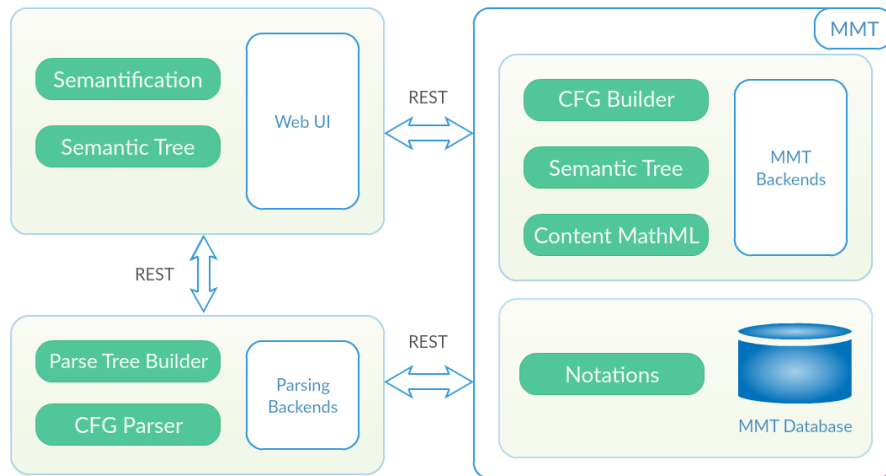 Semantification
Semantic Tree
Web UI
REST
MMT
CFG Builder
Semantic Tree
Content MathML
MMT
Backends
REST
Parse Tree Builder
CFG Parser
Parsing
Backends
REST
Notations
MMT Database